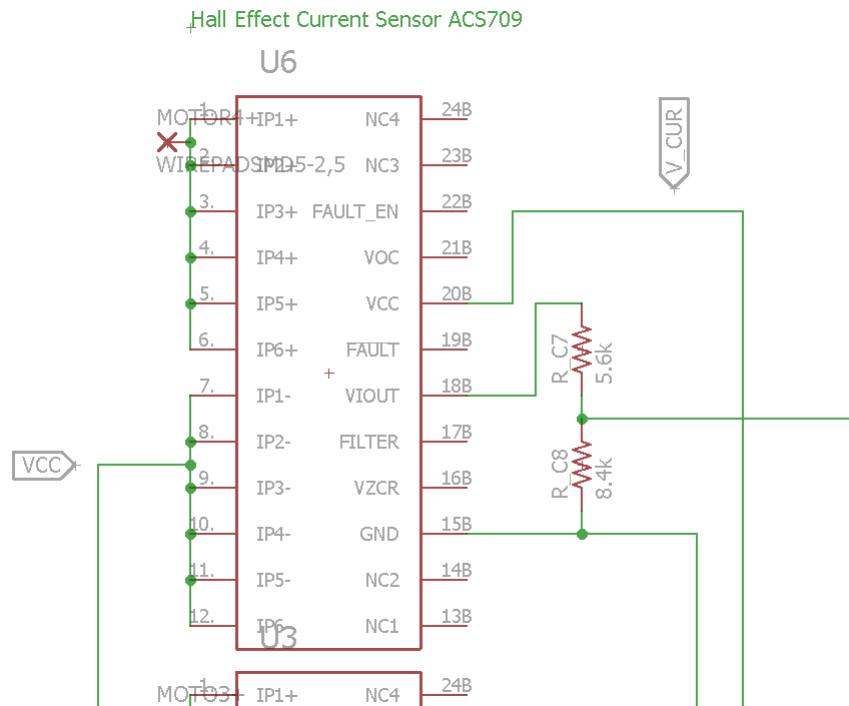 Hall Effect Current Sensor ACS709
U6
MOTOR4+
WIREPADSMD5-2,5
1. IP1+ NC4 24B
2. IP2+ NC3 23B
3. IP3+ FAULT_EN 22B
4. IP4+ VOC 21B
5. IP5+ VCC 20B
6. IP6+ FAULT 19B
7. IP1- VIOUT 18B
8. IP2- FILTER 17B
9. IP3- VZCR 16B
10. IP4- GND 15B
11. IP5- NC2 14B
12. IP6- NC1 13B
VCC
V_CUR
R_C7
5.6k
R_C8
8.4k
U3
MOTO3+
1. IP1+ NC4 24B